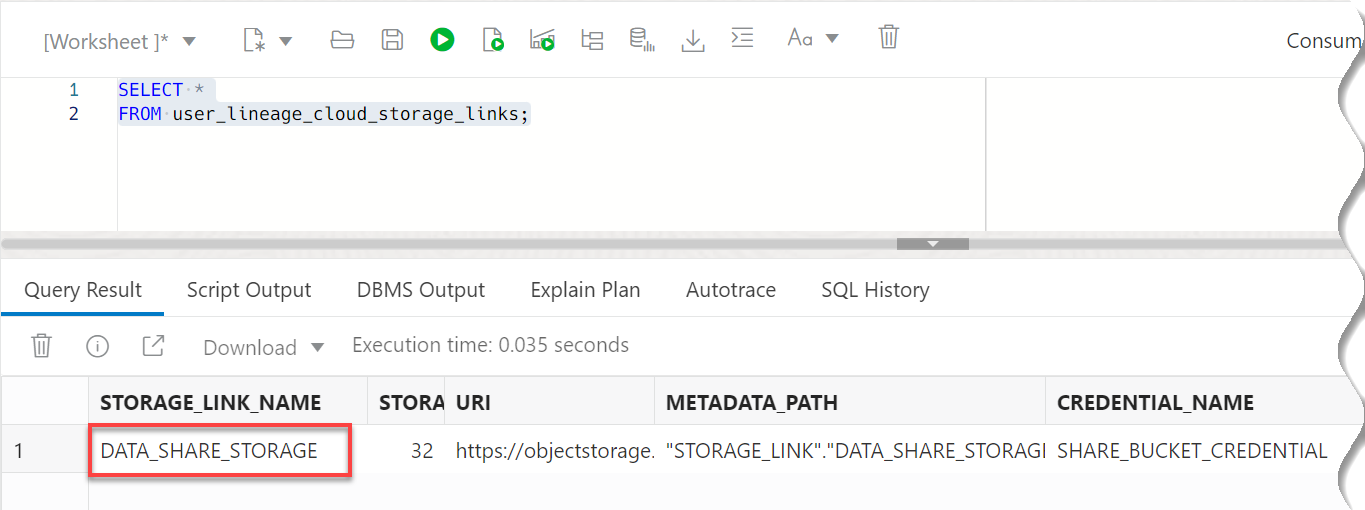 [Worksheet ]*
Aa
Consum
1 SELECT *
2 FROM user_lineage_cloud_storage_links;
Query Result Script Output DBMS Output Explain Plan Autotrace SQL History
Download Execution time: 0.035 seconds
STORAGE_LINK_NAME STORA URI METADATA_PATH CREDENTIAL_NAME
1 DATA_SHARE_STORAGE 32 https://objectstorage. "STORAGE_LINK"."DATA_SHARE_STORAGI SHARE_BUCKET_CREDENTIAL